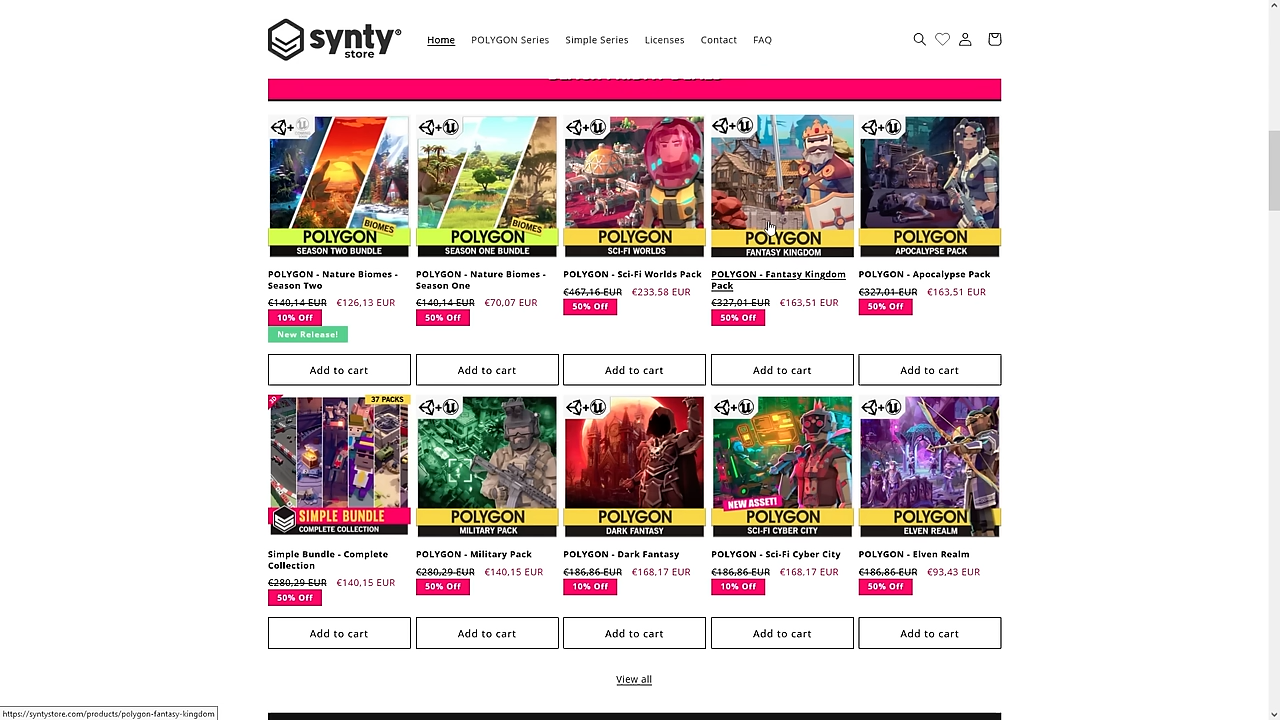 synty
store
Home
POLYGON Series
Simple Series
Licenses
Contact
FAQ
BIOMES
POLYGON
SEASON TWO BUNDLE
BIOMES
POLYGON
SEASON ONE BUNDLE
POLYGON
SCI-FI WORLDS
POLYGON
FANTASY KINGDOM
POLYGON
APOCALYPSE PACK
POLYGON - Nature Biomes -
Season Two
€140,14 EUR €126,13 EUR
10% Off
New Release!
POLYGON - Nature Biomes -
Season One
€140,14 EUR €70,07 EUR
50% Off
POLYGON - Sci-Fi Worlds Pack
€467,16 EUR €233,58 EUR
50% Off
POLYGON - Fantasy Kingdom
Pack
€327,01 EUR €163,51 EUR
50% Off
POLYGON - Apocalypse Pack
€327,01 EUR €163,51 EUR
50% Off
Add to cart
Add to cart
Add to cart
Add to cart
Add to cart
37 PACKS
SIMPLE BUNDLE
COMPLETE COLLECTION
POLYGON
MILITARY PACK
POLYGON
DARK FANTASY
NEW ASSET!
POLYGON
SCI-FI CYBER CITY
POLYGON
ELVEN REALM
Simple Bundle - Complete
Collection
€280,29 EUR €140,15 EUR
50% Off
POLYGON - Military Pack
€280,29 EUR €140,15 EUR
50% Off
POLYGON - Dark Fantasy
€186,86 EUR €168,17 EUR
10% Off
POLYGON - Sci-Fi Cyber City
€186,86 EUR €168,17 EUR
10% Off
POLYGON - Elven Realm
€186,86 EUR €93,43 EUR
50% Off
Add to cart
Add to cart
Add to cart
Add to cart
Add to cart
View all
https://syntystore.com/products/polygon-fantasy-kingdom